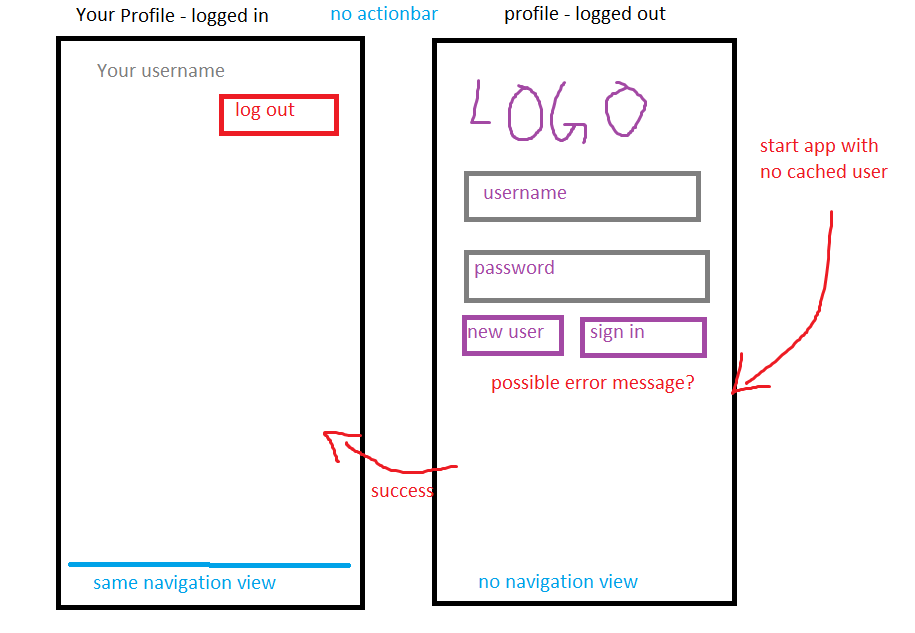 Your Profile - logged in
no actionbar
profile - logged out
Your username
log out
LOGO
start app with
no cached user
username
password
new user
sign in
possible error message?
success
same navigation view
no navigation view